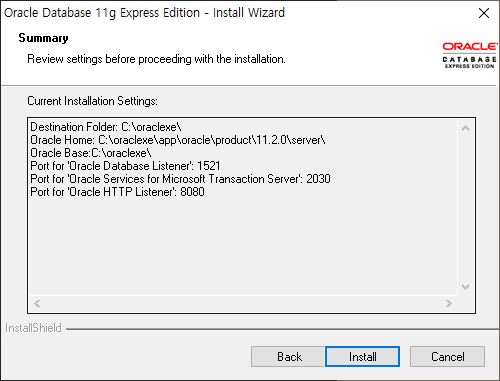 Oracle Database 11g Express Edition - Install Wizard
Summary
Review settings before proceeding with the installation.
ORACLE
DATABASE
EXPRESS EDITION
Current Installation Settings:
Destination Folder: C:\oraclexe\
Oracle Home: C:\oraclexe\app\oracle\product\11.2.0\server\
Oracle Base:C:\oraclexe\
Port for 'Oracle Database Listener': 1521
Port for 'Oracle Services for Microsoft Transaction Server': 2030
Port for 'Oracle HTTP Listener': 8080
InstallShield
Back
Install
Cancel